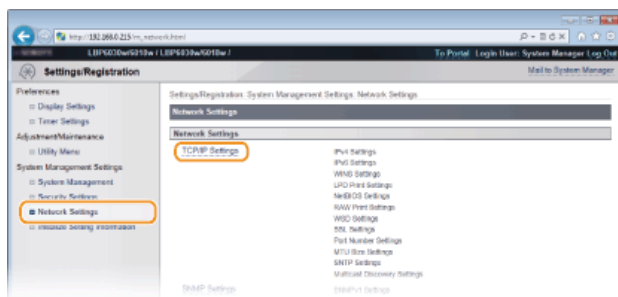 http://192.168.0.215/m_network.html
LBP6030w/6018w / LBP6030w/6018w /
To Portal Login User: System Manager Log Out
Settings/Registration
Mail to System Manager
Preferences
Display Settings
Timer Settings
Adjustment/Maintenance
Utility Menu
System Management Settings
System Management
Security Settings
Network Settings
Initialize Setting Information
Settings/Registration: System Management Settings: Network Settings
Network Settings
Network Settings
TCP/IP Settings
IPv4 Settings
IPv6 Settings
WINS Settings
LPD Print Settings
NetBIOS Settings
RAW Print Settings
WSD Settings
SSL Settings
Port Number Settings
MTU Size Settings
SNTP Settings
Multicast Discovery Settings
SNMP Settings
SNMPv1 Settings